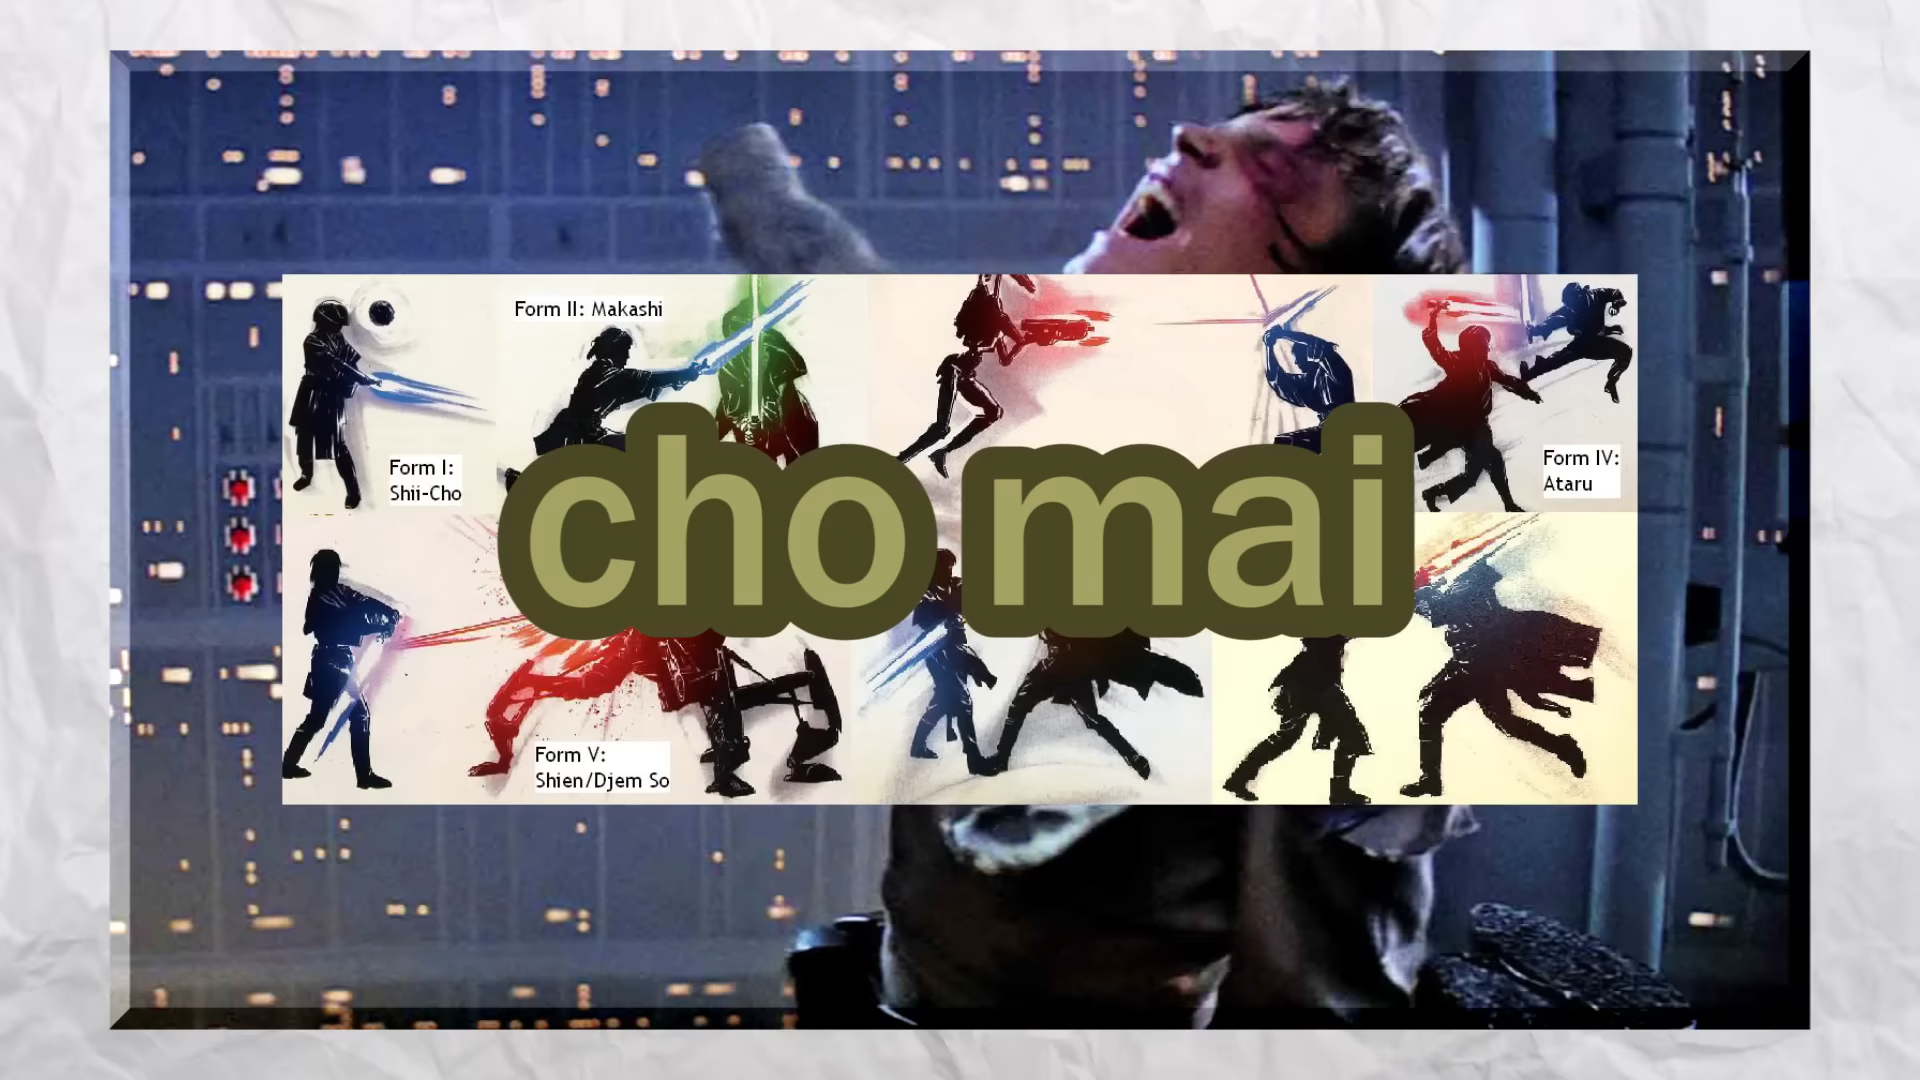 Form II: Makashi
Form I:
Shii-Cho
Form IV:
Ataru
cho mai
Form V:
Shien/Djem So